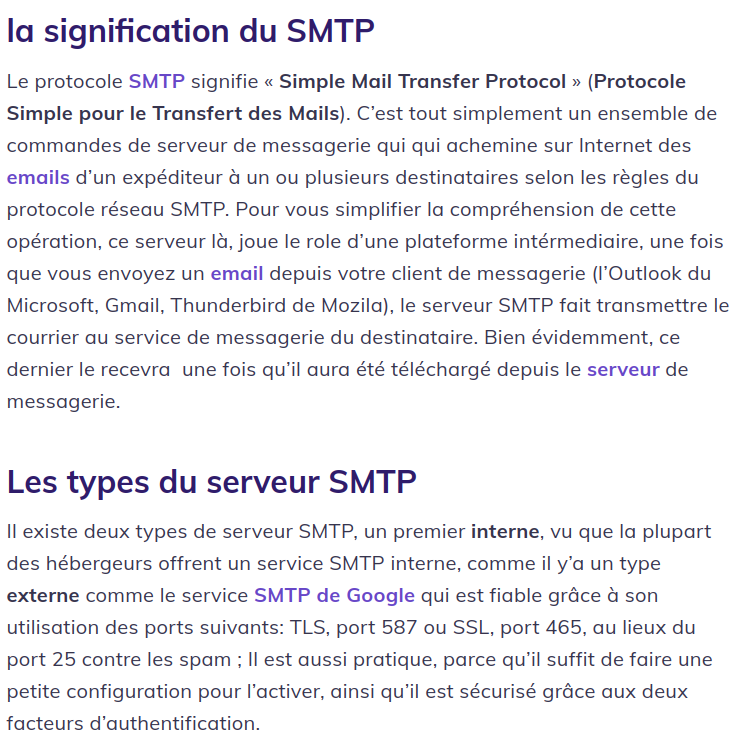 la signification du SMTP
Le protocole SMTP signifie « Simple Mail Transfer Protocol » (Protocole
Simple pour le Transfert des Mails). C’est tout simplement un ensemble de
commandes de serveur de messagerie qui qui achemine sur Internet des
emails d’un expéditeur à un ou plusieurs destinataires selon les règles du
protocole réseau SMTP. Pour vous simplifier la compréhension de cette
opération, ce serveur là, joue le role d’une plateforme intérmediaire, une fois
que vous envoyez un email depuis votre client de messagerie (l’Outlook du
Microsoft, Gmail, Thunderbird de Mozila), le serveur SMTP fait transmettre le
courrier au service de messagerie du destinataire. Bien évidemment, ce
dernier le recevra  une fois qu’il aura été téléchargé depuis le serveur de
messagerie.
Les types du serveur SMTP
Il existe deux types de serveur SMTP, un premier interne, vu que la plupart
des hébergeurs offrent un service SMTP interne, comme il y’a un type
externe comme le service SMTP de Google qui est fiable grâce à son
utilisation des ports suivants: TLS, port 587 ou SSL, port 465, au lieux du
port 25 contre les spam ; Il est aussi pratique, parce qu’il suffit de faire une
petite configuration pour l’activer, ainsi qu’il est sécurisé grâce aux deux
facteurs d’authentification.